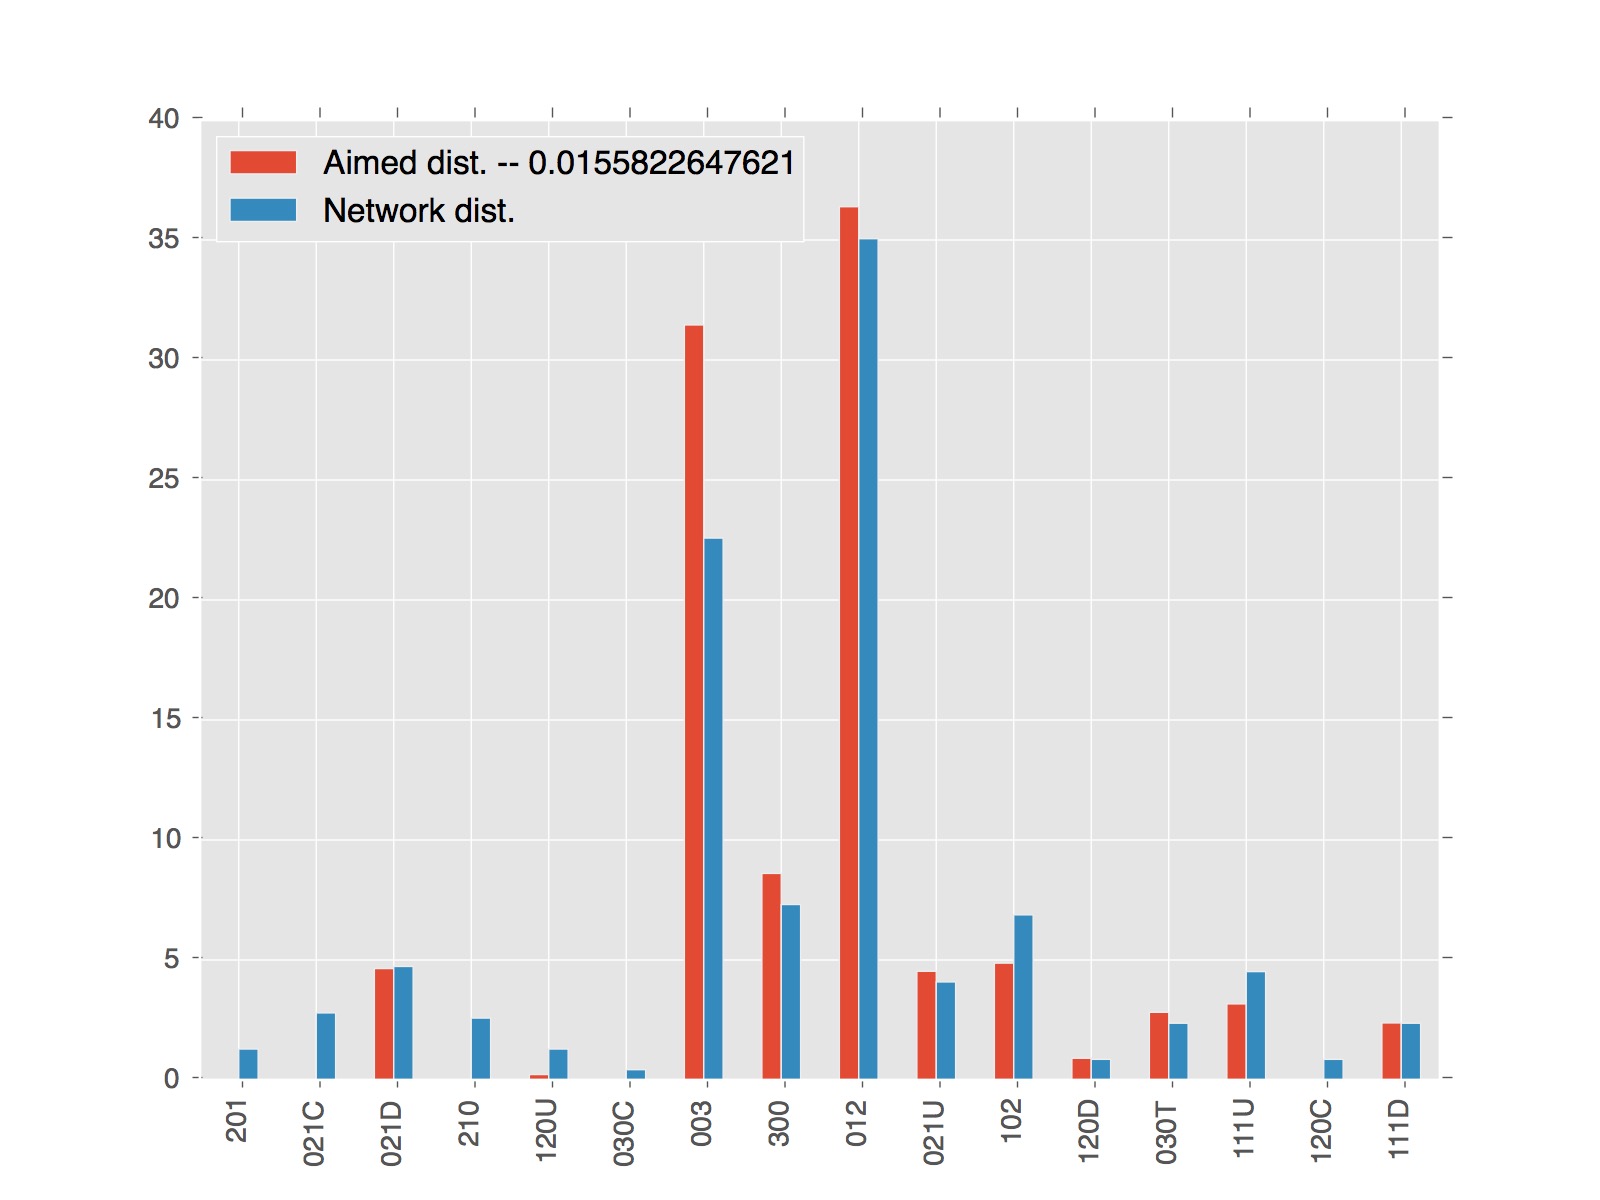 40
35
30
25
20
15
10
5
0
Aimed dist. -- 0.0155822647621
Network dist.
201
021C
021D
210
120U
030C
003
300
012
021U
102
120D
030T
111U
120C
111D